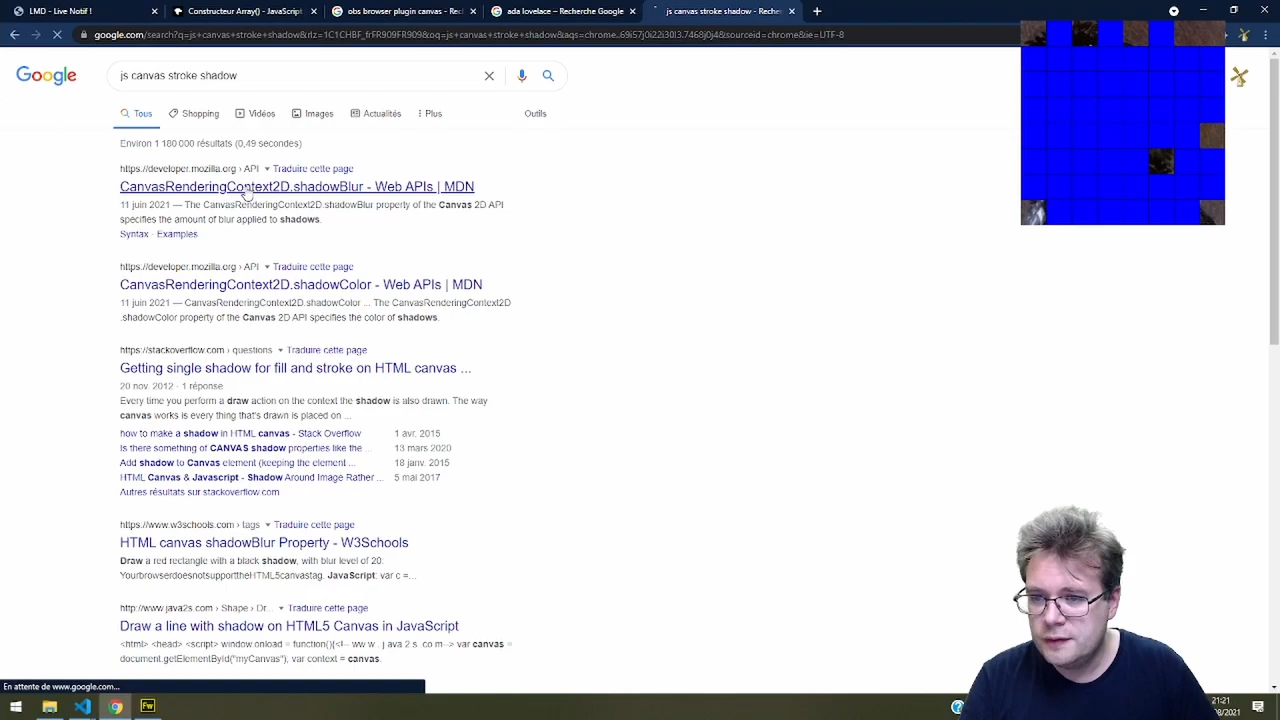 LMD - Live! ×
Constructor Array() - JavaScript ×
obs browser plugin canvas - Rec ×
ada lovelace - Recherche Google ×
js canvas stroke shadow - Reche ×
google.com/search?q=js+canvas+stroke+shadow&rlz=1C1CHBF_frFR909FR909&oq=js+canvas+stroke+shadow&aqs=chrome..69i57j0i22i30l3.7468j0j4&sourceid=chrome&ie=UTF-8
Google
js canvas stroke shadow
Tous Shopping Vidéos Images Actualités Plus Outils
Environ 1 180 000 résultats (0,49 secondes)
https://developer.mozilla.org › API Traduire cette page
CanvasRenderingContext2D.shadowBlur - Web APIs | MDN
11 juin 2021 — The CanvasRenderingContext2D.shadowBlur property of the Canvas 2D API
specifies the amount of blur applied to shadows.
Syntax · Examples
https://developer.mozilla.org › API Traduire cette page
CanvasRenderingContext2D.shadowColor - Web APIs | MDN
11 juin 2021 — CanvasRenderingContext2D.shadowColor ... The CanvasRenderingContext2D
.shadowColor property of the Canvas 2D API specifies the color of shadows.
https://stackoverflow.com › questions Traduire cette page
Getting single shadow for fill and stroke on HTML canvas ...
20 nov. 2012 · 1 réponse
Every time you perform a draw action on the context the shadow is also drawn. The way
canvas works is every thing that's drawn is placed on ...
how to make a shadow in HTML canvas - Stack Overflow 1 avr. 2015
Is there something of CANVAS shadow properties like the ... 13 mars 2020
Add shadow to Canvas element (keeping the element ... 18 janv. 2015
HTML Canvas & Javascript - Shadow Around Image Rather ... 5 mai 2017
Autres résultats sur stackoverflow.com
https://www.w3schools.com › tags Traduire cette page
HTML canvas shadowBlur Property - W3Schools
Draw a red rectangle with a black shadow, with blur level of 20:
YourbrowserdoesnotsupporttheHTML5canvastag. JavaScript: var c =...
http://www.java2s.com › Shape › Dr... Traduire cette page
Draw a line with shadow on HTML5 Canvas in JavaScript
<html> <head> <script> window.onload = function(){<!-- ww w . j ava 2 s .co m--> var canvas =
document.getElementById("myCanvas"); var context = canvas.
En attente de www.google.com...
Fw
21:21
8/2021